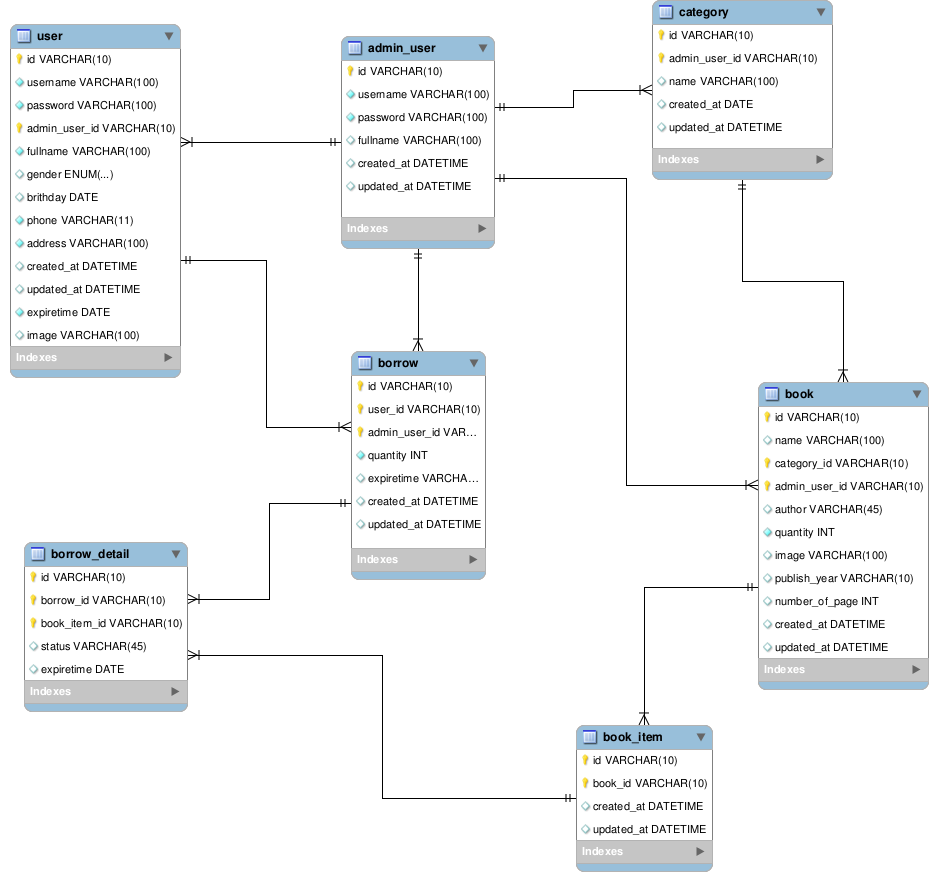 user
id VARCHAR(10)
username VARCHAR(100)
password VARCHAR(100)
admin_user_id VARCHAR(10)
fullname VARCHAR(100)
gender ENUM(...)
brithday DATE
phone VARCHAR(11)
address VARCHAR(100)
created_at DATETIME
updated_at DATETIME
expiretime DATE
image VARCHAR(100)
Indexes
admin_user
id VARCHAR(10)
username VARCHAR(100)
password VARCHAR(100)
fullname VARCHAR(100)
created_at DATETIME
updated_at DATETIME
Indexes
category
id VARCHAR(10)
admin_user_id VARCHAR(10)
name VARCHAR(100)
created_at DATE
updated_at DATETIME
Indexes
borrow
id VARCHAR(10)
user_id VARCHAR(10)
admin_user_id VAR...
quantity INT
expiretime VARCHA...
created_at DATETIME
updated_at DATETIME
Indexes
book
id VARCHAR(10)
name VARCHAR(100)
category_id VARCHAR(10)
admin_user_id VARCHAR(10)
author VARCHAR(45)
quantity INT
image VARCHAR(100)
publish_year VARCHAR(10)
number_of_page INT
created_at DATETIME
updated_at DATETIME
Indexes
borrow_detail
id VARCHAR(10)
borrow_id VARCHAR(10)
book_item_id VARCHAR(10)
status VARCHAR(45)
expiretime DATE
Indexes
book_item
id VARCHAR(10)
book_id VARCHAR(10)
created_at DATETIME
updated_at DATETIME
Indexes